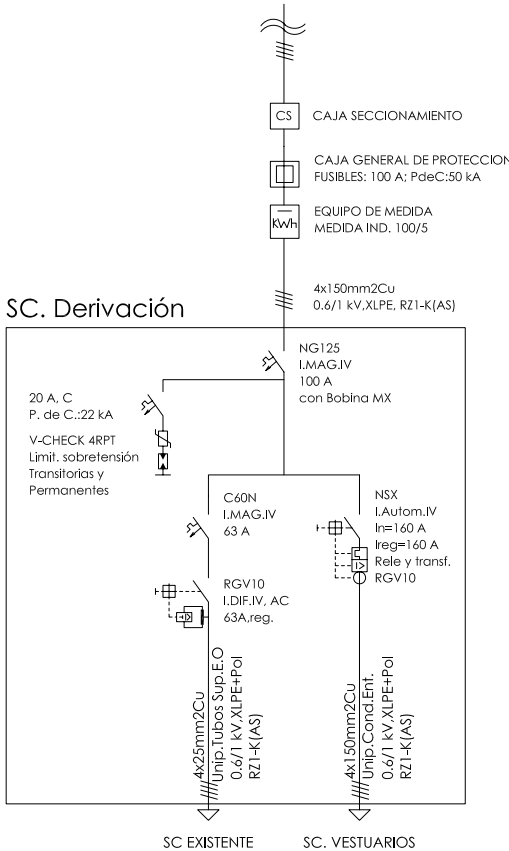 CS
CAJA SECCIONAMIENTO
CAJA GENERAL DE PROTECCION
FUSIBLES: 100 A; PdeC:50 kA
KWh
EQUIPO DE MEDIDA
MEDIDA IND. 100/5
4x150mm2Cu
0.6/1 kV,XLPE, RZ1-K(AS)
SC. Derivación
NG125
I.MAG.IV
100 A
con Bobina MX
20 A, C
P. de C.:22 kA
V-CHECK 4RPT
Limit. sobretensión
Transitorias y
Permanentes
C60N
I.MAG.IV
63 A
NSX
I.Autom.IV
In=160 A
Ireg=160 A
Rele y transf.
RGV10
RGV10
I.DIF.IV, AC
63A,reg.
4x25mm2Cu
Unip.Tubos Sup.E.O
0.6/1 kV,XLPE+Pol
RZ1-K(AS)
4x150mm2Cu
Unip.Cond.Ent.
0.6/1 kV,XLPE+Pol
RZ1-K(AS)
SC EXISTENTE
SC. VESTUARIOS